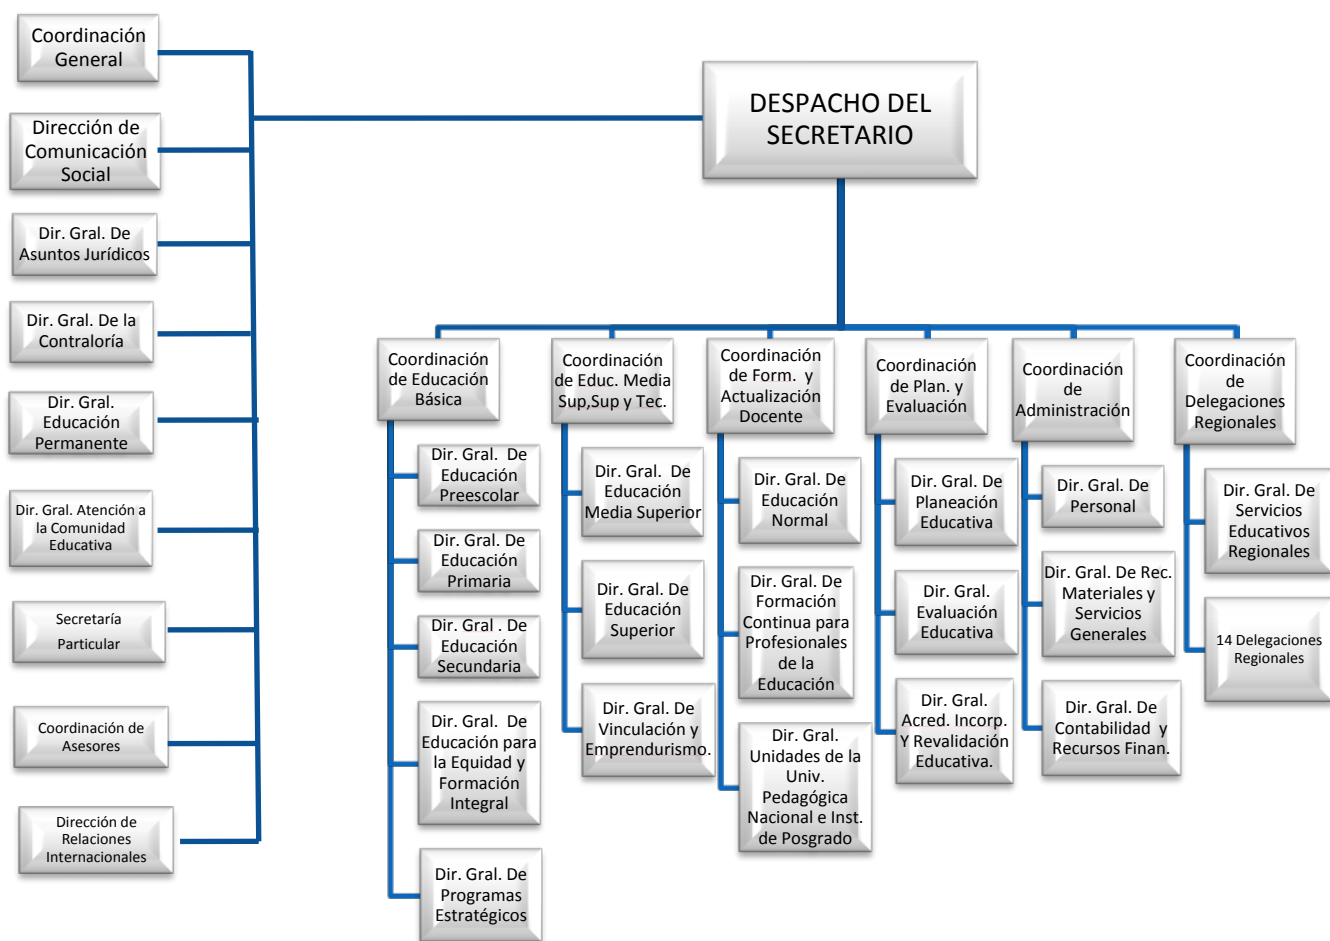 Coordinación
General
Dirección de
Comunicación
Social
Dir. Gral. De
Asuntos Jurídicos
Dir. Gral. De la
Contraloría
Dir. Gral.
Educación
Permanente
Dir. Gral. Atención a
la Comunidad
Educativa
Secretaría
Particular
Coordinación de
Asesores
Dirección de
Relaciones
Internacionales
DESPACHO DEL
SECRETARIO
Coordinación
de Educación
Básica
Dir. Gral. De
Educación
Preescolar
Dir. Gral. De
Educación
Primaria
Dir. Gral . De
Educación
Secundaria
Dir. Gral. De
Educación para
la Equidad y
Formación
Integral
Dir. Gral. De
Programas
Estratégicos
Coordinación
de Educ. Media
Sup,Sup y Tec.
Dir. Gral. De
Educación
Media Superior
Dir. Gral. De
Educación
Superior
Dir. Gral. De
Vinculación y
Emprendurismo.
Coordinación
de Form. y
Actualización
Docente
Dir. Gral. De
Educación
Normal
Dir. Gral. De
Formación
Continua para
Profesionales
de la
Educación
Dir. Gral.
Unidades de la
Univ.
Pedagógica
Nacional e Inst.
de Posgrado
Coordinación
de Plan. y
Evaluación
Dir. Gral. De
Planeación
Educativa
Dir. Gral.
Evaluación
Educativa
Dir. Gral.
Acred. Incorp.
Y Revalidación
Educativa.
Coordinación
de
Administración
Dir. Gral. De
Personal
Dir. Gral. De Rec.
Materiales y
Servicios
Generales
Dir. Gral. De
Contabilidad y
Recursos Finan.
Coordinación
de
Delegaciones
Regionales
Dir. Gral. De
Servicios
Educativos
Regionales
14 Delegaciones
Regionales